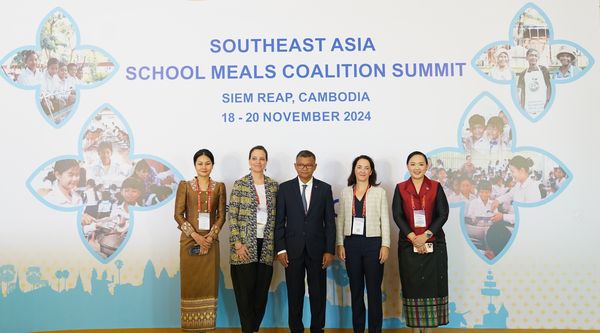 SOUTHEAST ASIA
SCHOOL MEALS COALITION SUMMIT
SIEM REAP, CAMBODIA
18 - 20 NOVEMBER 2024